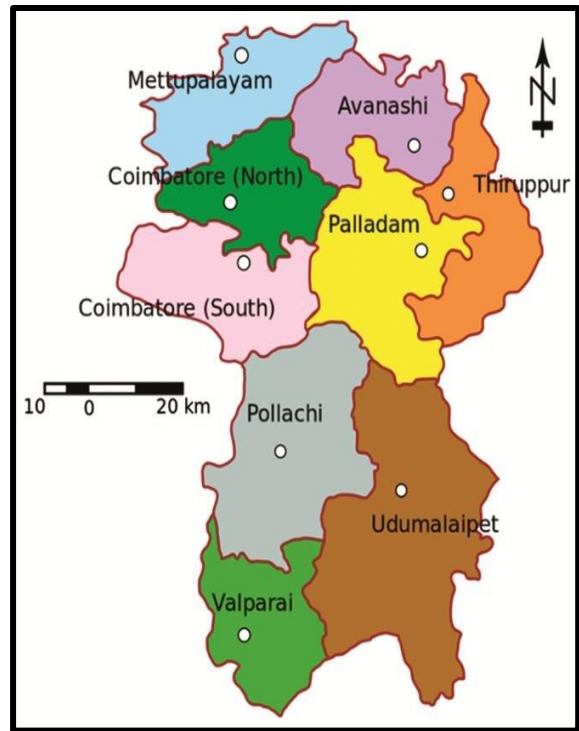 Mettupalayam
Avanashi
N
Coimbatore (North)
Thiruppur
Palladam
Coimbatore (South)
10 0 20 km
Pollachi
Udumalaipet
Valparai